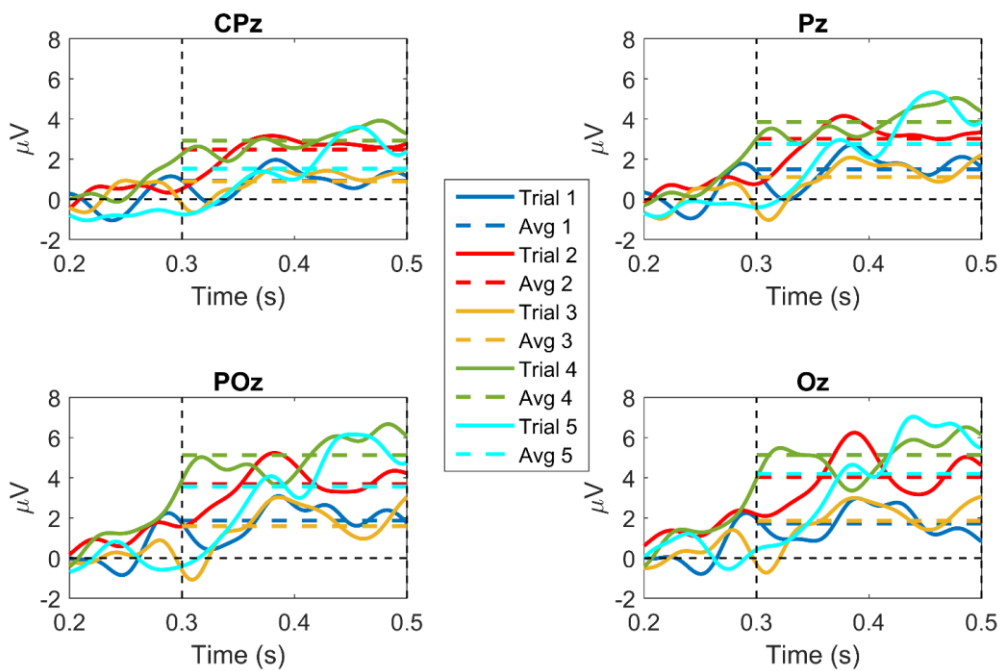 CPz
8
6
4
2
0
-2
μV
0.2 0.3 0.4 0.5
Time (s)
Pz
8
6
4
2
0
-2
μV
0.2 0.3 0.4 0.5
Time (s)
Trial 1
Avg 1
Trial 2
Avg 2
Trial 3
Avg 3
Trial 4
Avg 4
Trial 5
Avg 5
POz
8
6
4
2
0
-2
μV
0.2 0.3 0.4 0.5
Time (s)
Oz
8
6
4
2
0
-2
μV
0.2 0.3 0.4 0.5
Time (s)